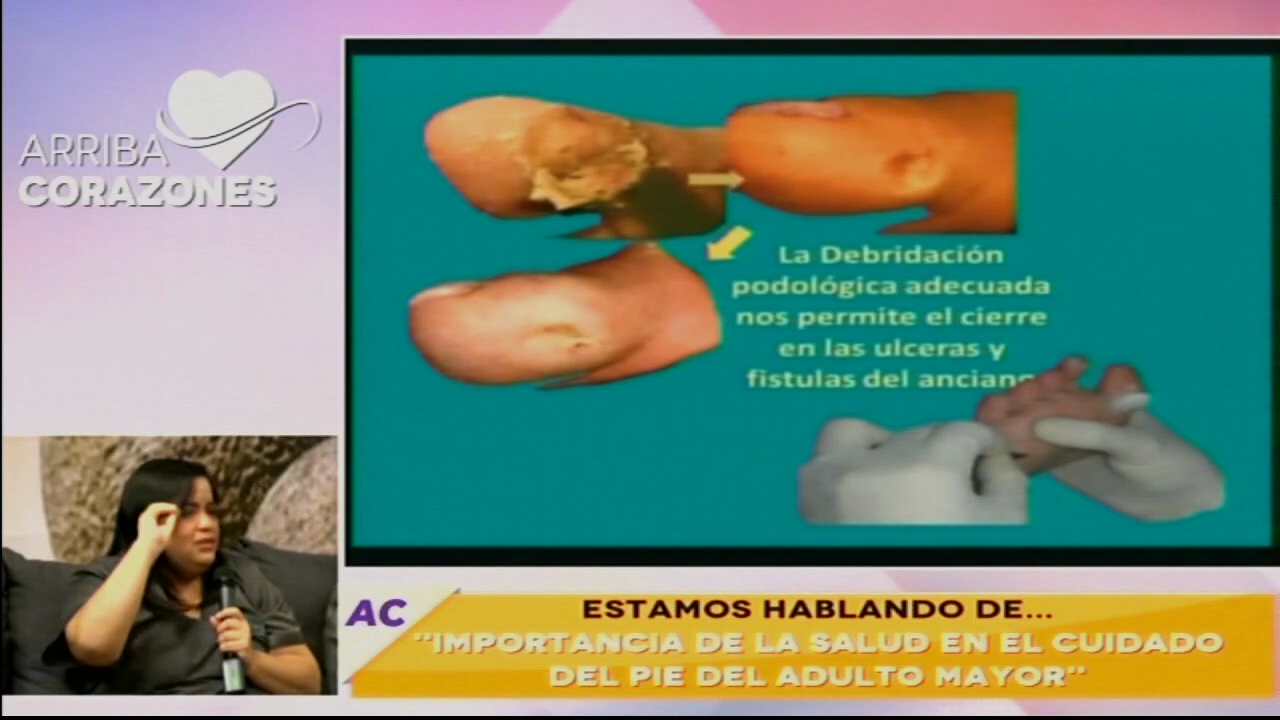 ARRIBA
CORAZONES
La Debridación
podológica adecuada
nos permite el cierre
en las ulceras y
fistulas del anciano
AC
ESTAMOS HABLANDO DE...
"IMPORTANCIA DE LA SALUD EN EL CUIDADO
DEL PIE DEL ADULTO MAYOR"